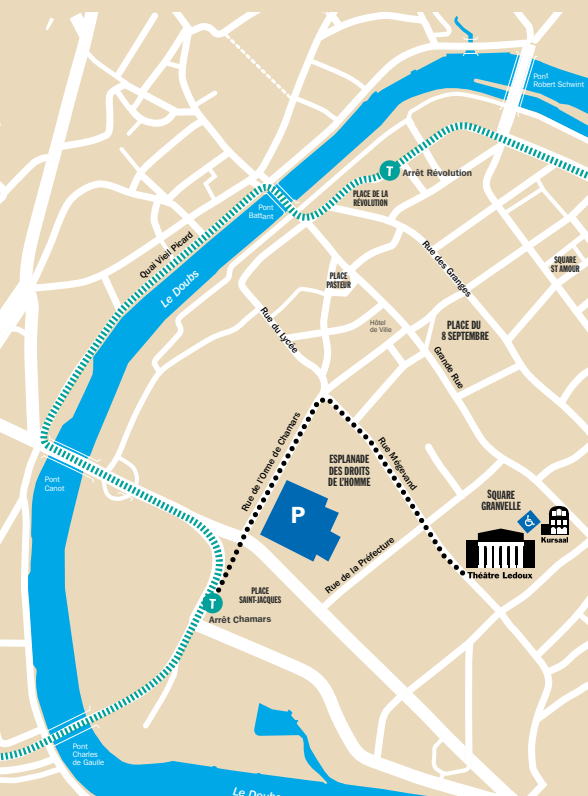 Pont
Robert Schwint
T
Arrêt Révolution
PLACE DE LA
RÉVOLUTION
Pont
Battant
Quai Vieil Picard
Le Doubs
Rue des Granges
SQUARE
ST AMOUR
PLACE
PASTEUR
Rue du Lycée
Hôtel
de Ville
PLACE DU
8 SEPTEMBRE
Grande Rue
Rue de l'Orme de Chamars
Rue Mégevand
ESPLANADE
DES DROITS
DE L'HOMME
Pont
Canot
P
SQUARE
GRANVELLE
Kursaal
Théâtre Ledoux
Rue de la Préfecture
PLACE
SAINT-JACQUES
T
Arrêt Chamars
Pont
Charles
de Gaulle
Le Doubs